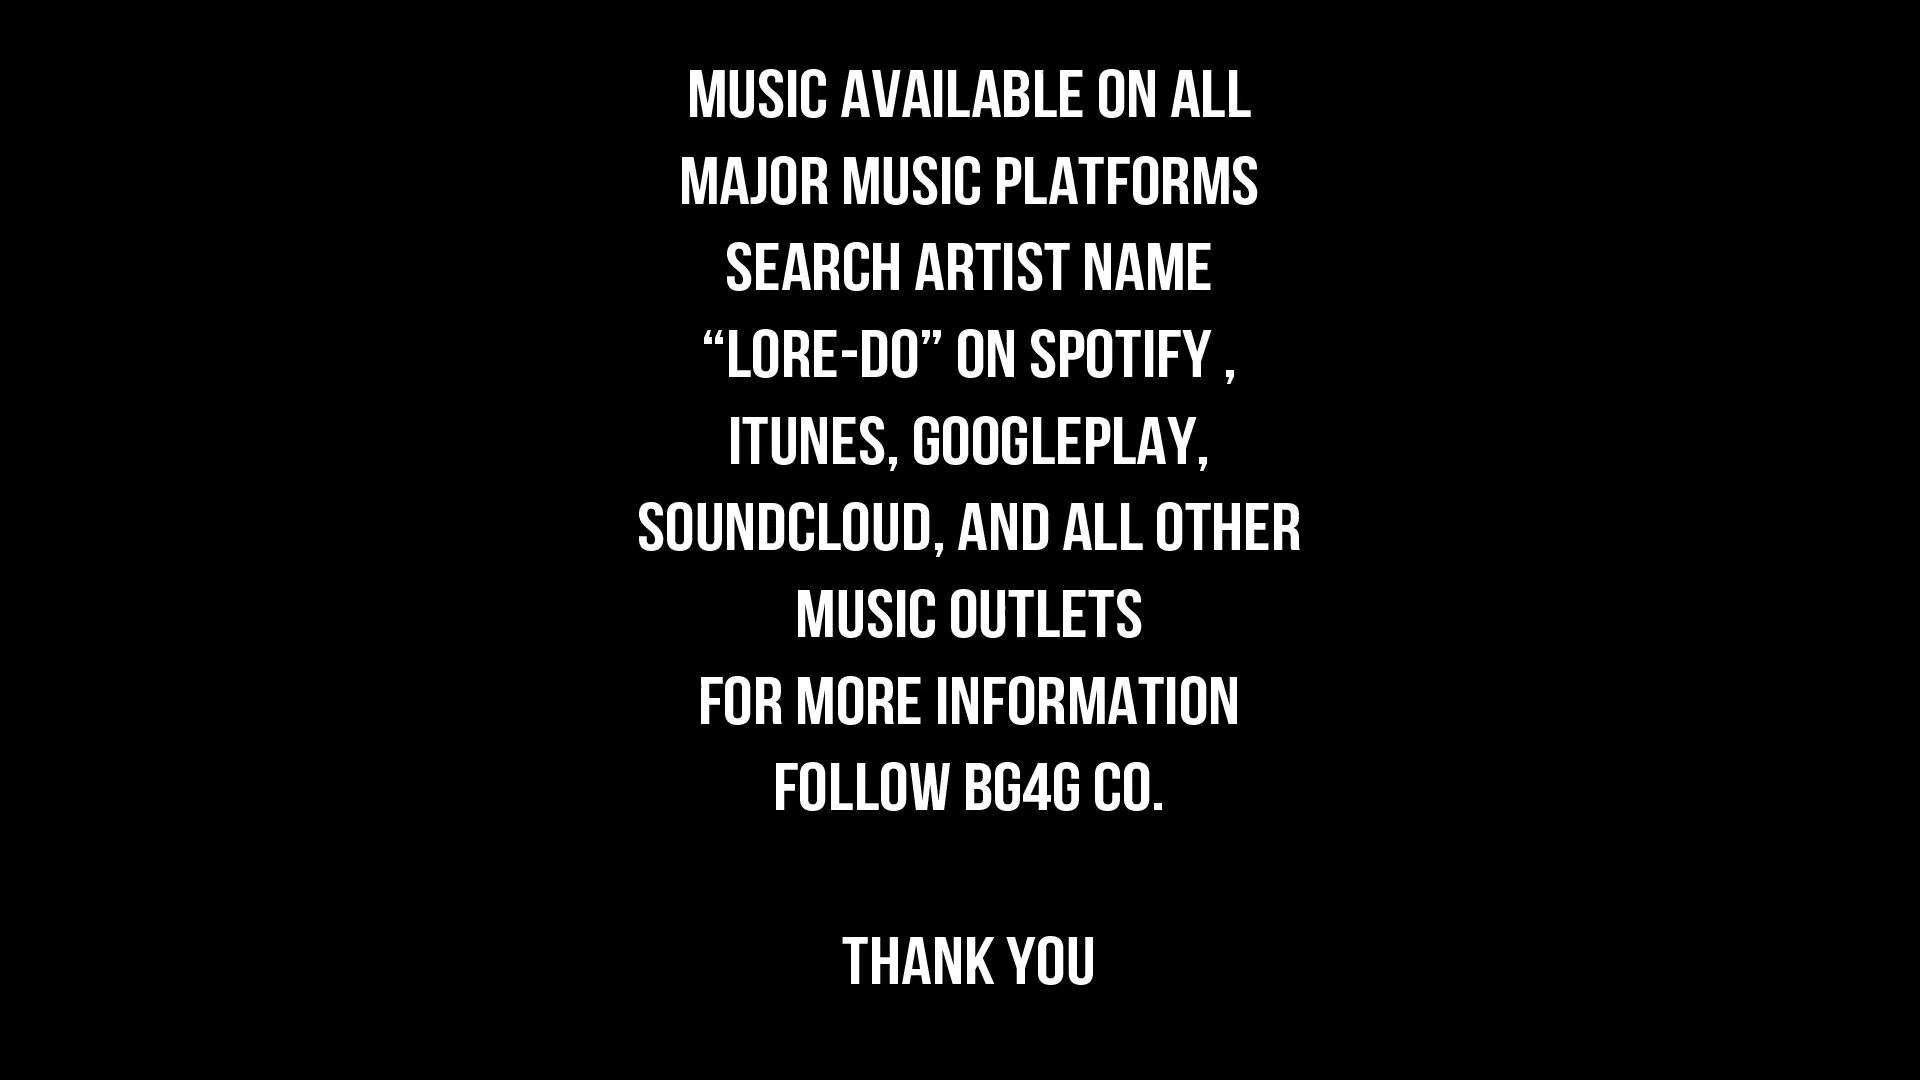 MUSIC AVAILABLE ON ALL
MAJOR MUSIC PLATFORMS
SEARCH ARTIST NAME
“LORE-DO” ON SPOTIFY ,
ITUNES, GOOGLEPLAY,
SOUNDCLOUD, AND ALL OTHER
MUSIC OUTLETS
FOR MORE INFORMATION
FOLLOW BG4G CO.
THANK YOU